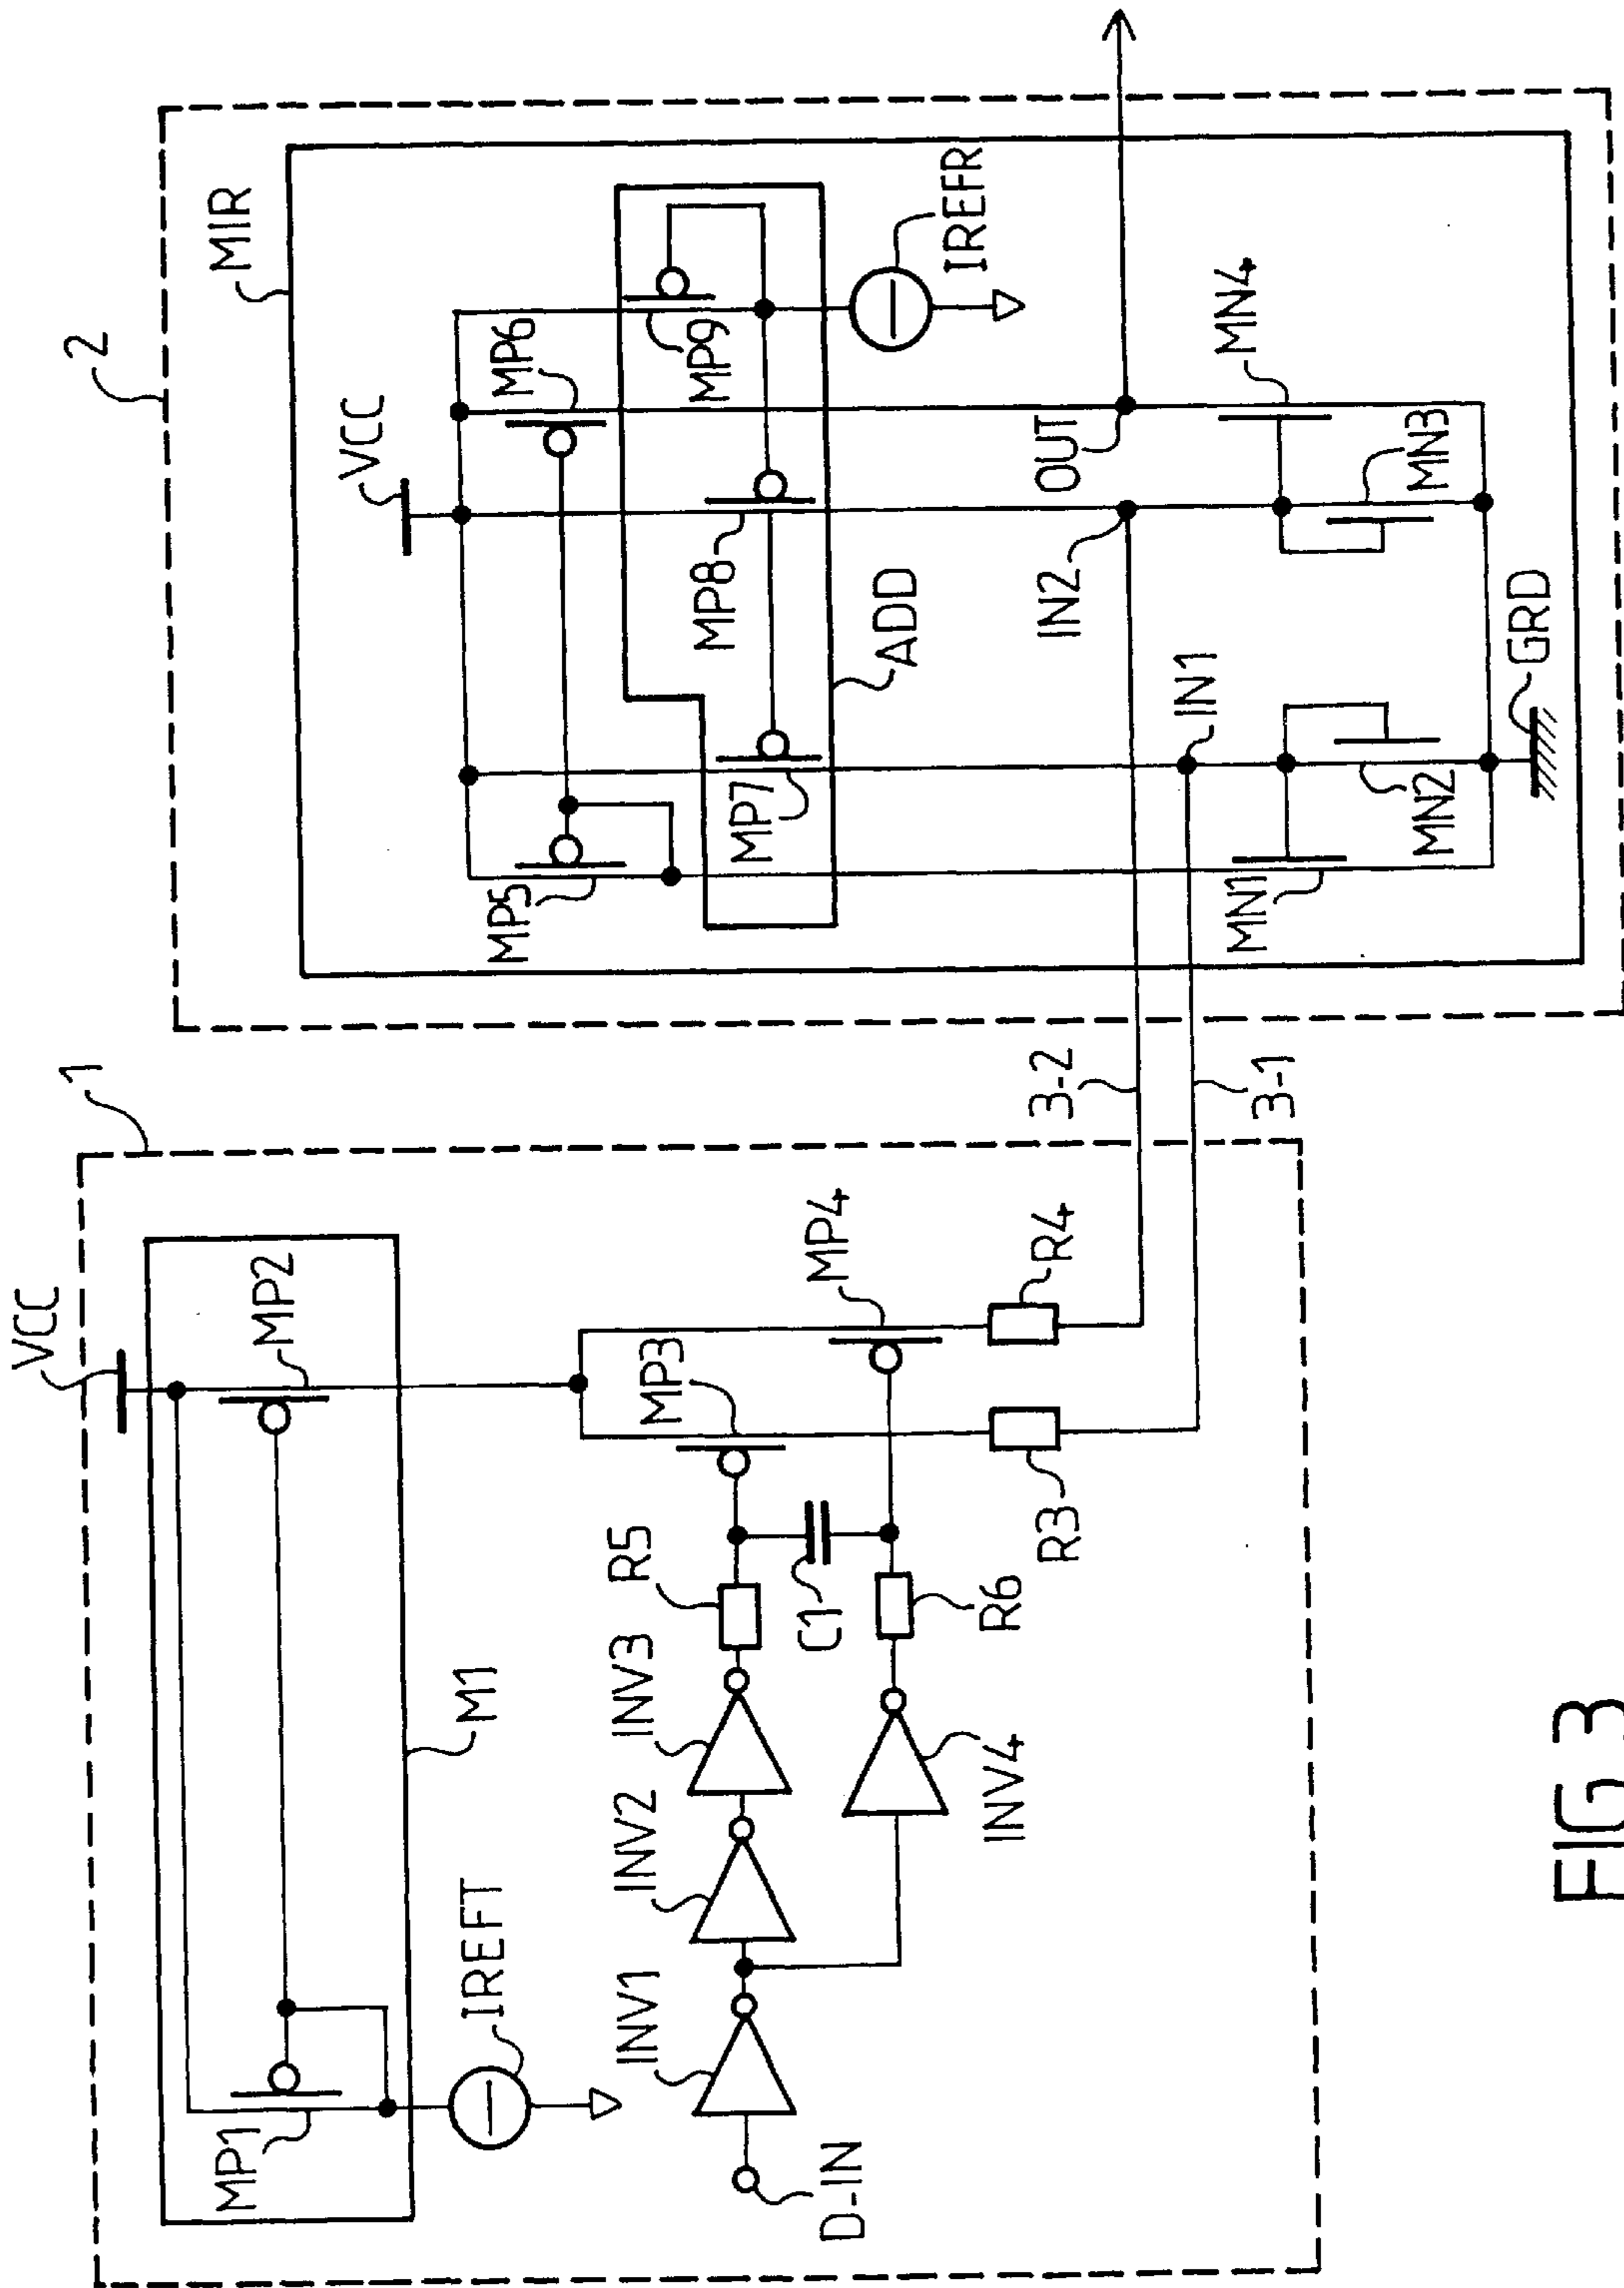 1
VCC
MP2
MP1
M1
IREFT
MP3
MP4
R5
C1
R6
R3
R4
INV1
INV2
INV3
INV4
D-IN
3-2
3-1
2
MIR
VCC
MP5
MP6
MP7
MP8
MP9
ADD
IREFR
IN1
IN2
OUT
MN1
MN2
MN3
MN4
GRD
FIG 3